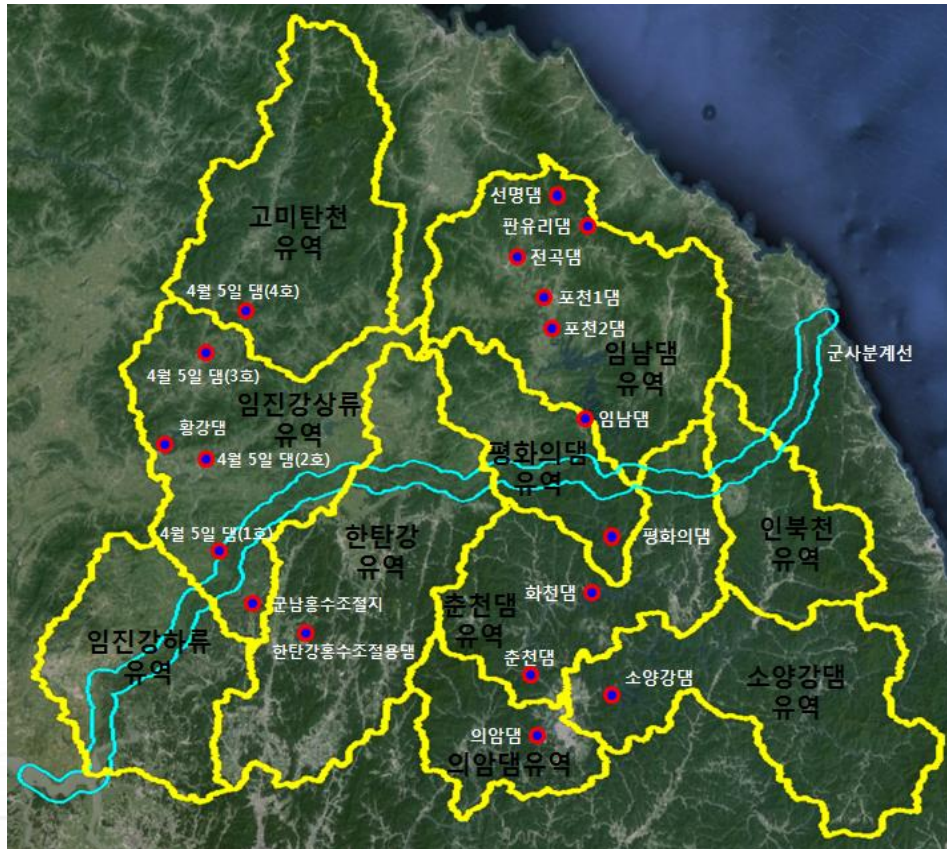 선명댐
판유리댐
고미탄천
유역
전곡댐
4월 5일 댐(4호)
포천1댐
포천2댐
임남댐
유역
군사분계선
4월 5일 댐(3호)
임진강상류
유역
임남댐
황강댐
4월 5일 댐(2호)
평화의댐
유역
4월 5일 댐(1호)
한탄강
유역
평화의댐
인북천
유역
화천댐
군남홍수조절지
춘천댐
유역
임진강하류
유역
한탄강홍수조절용댐
춘천댐
소양강댐
소양강댐
유역
의암댐
의암댐유역